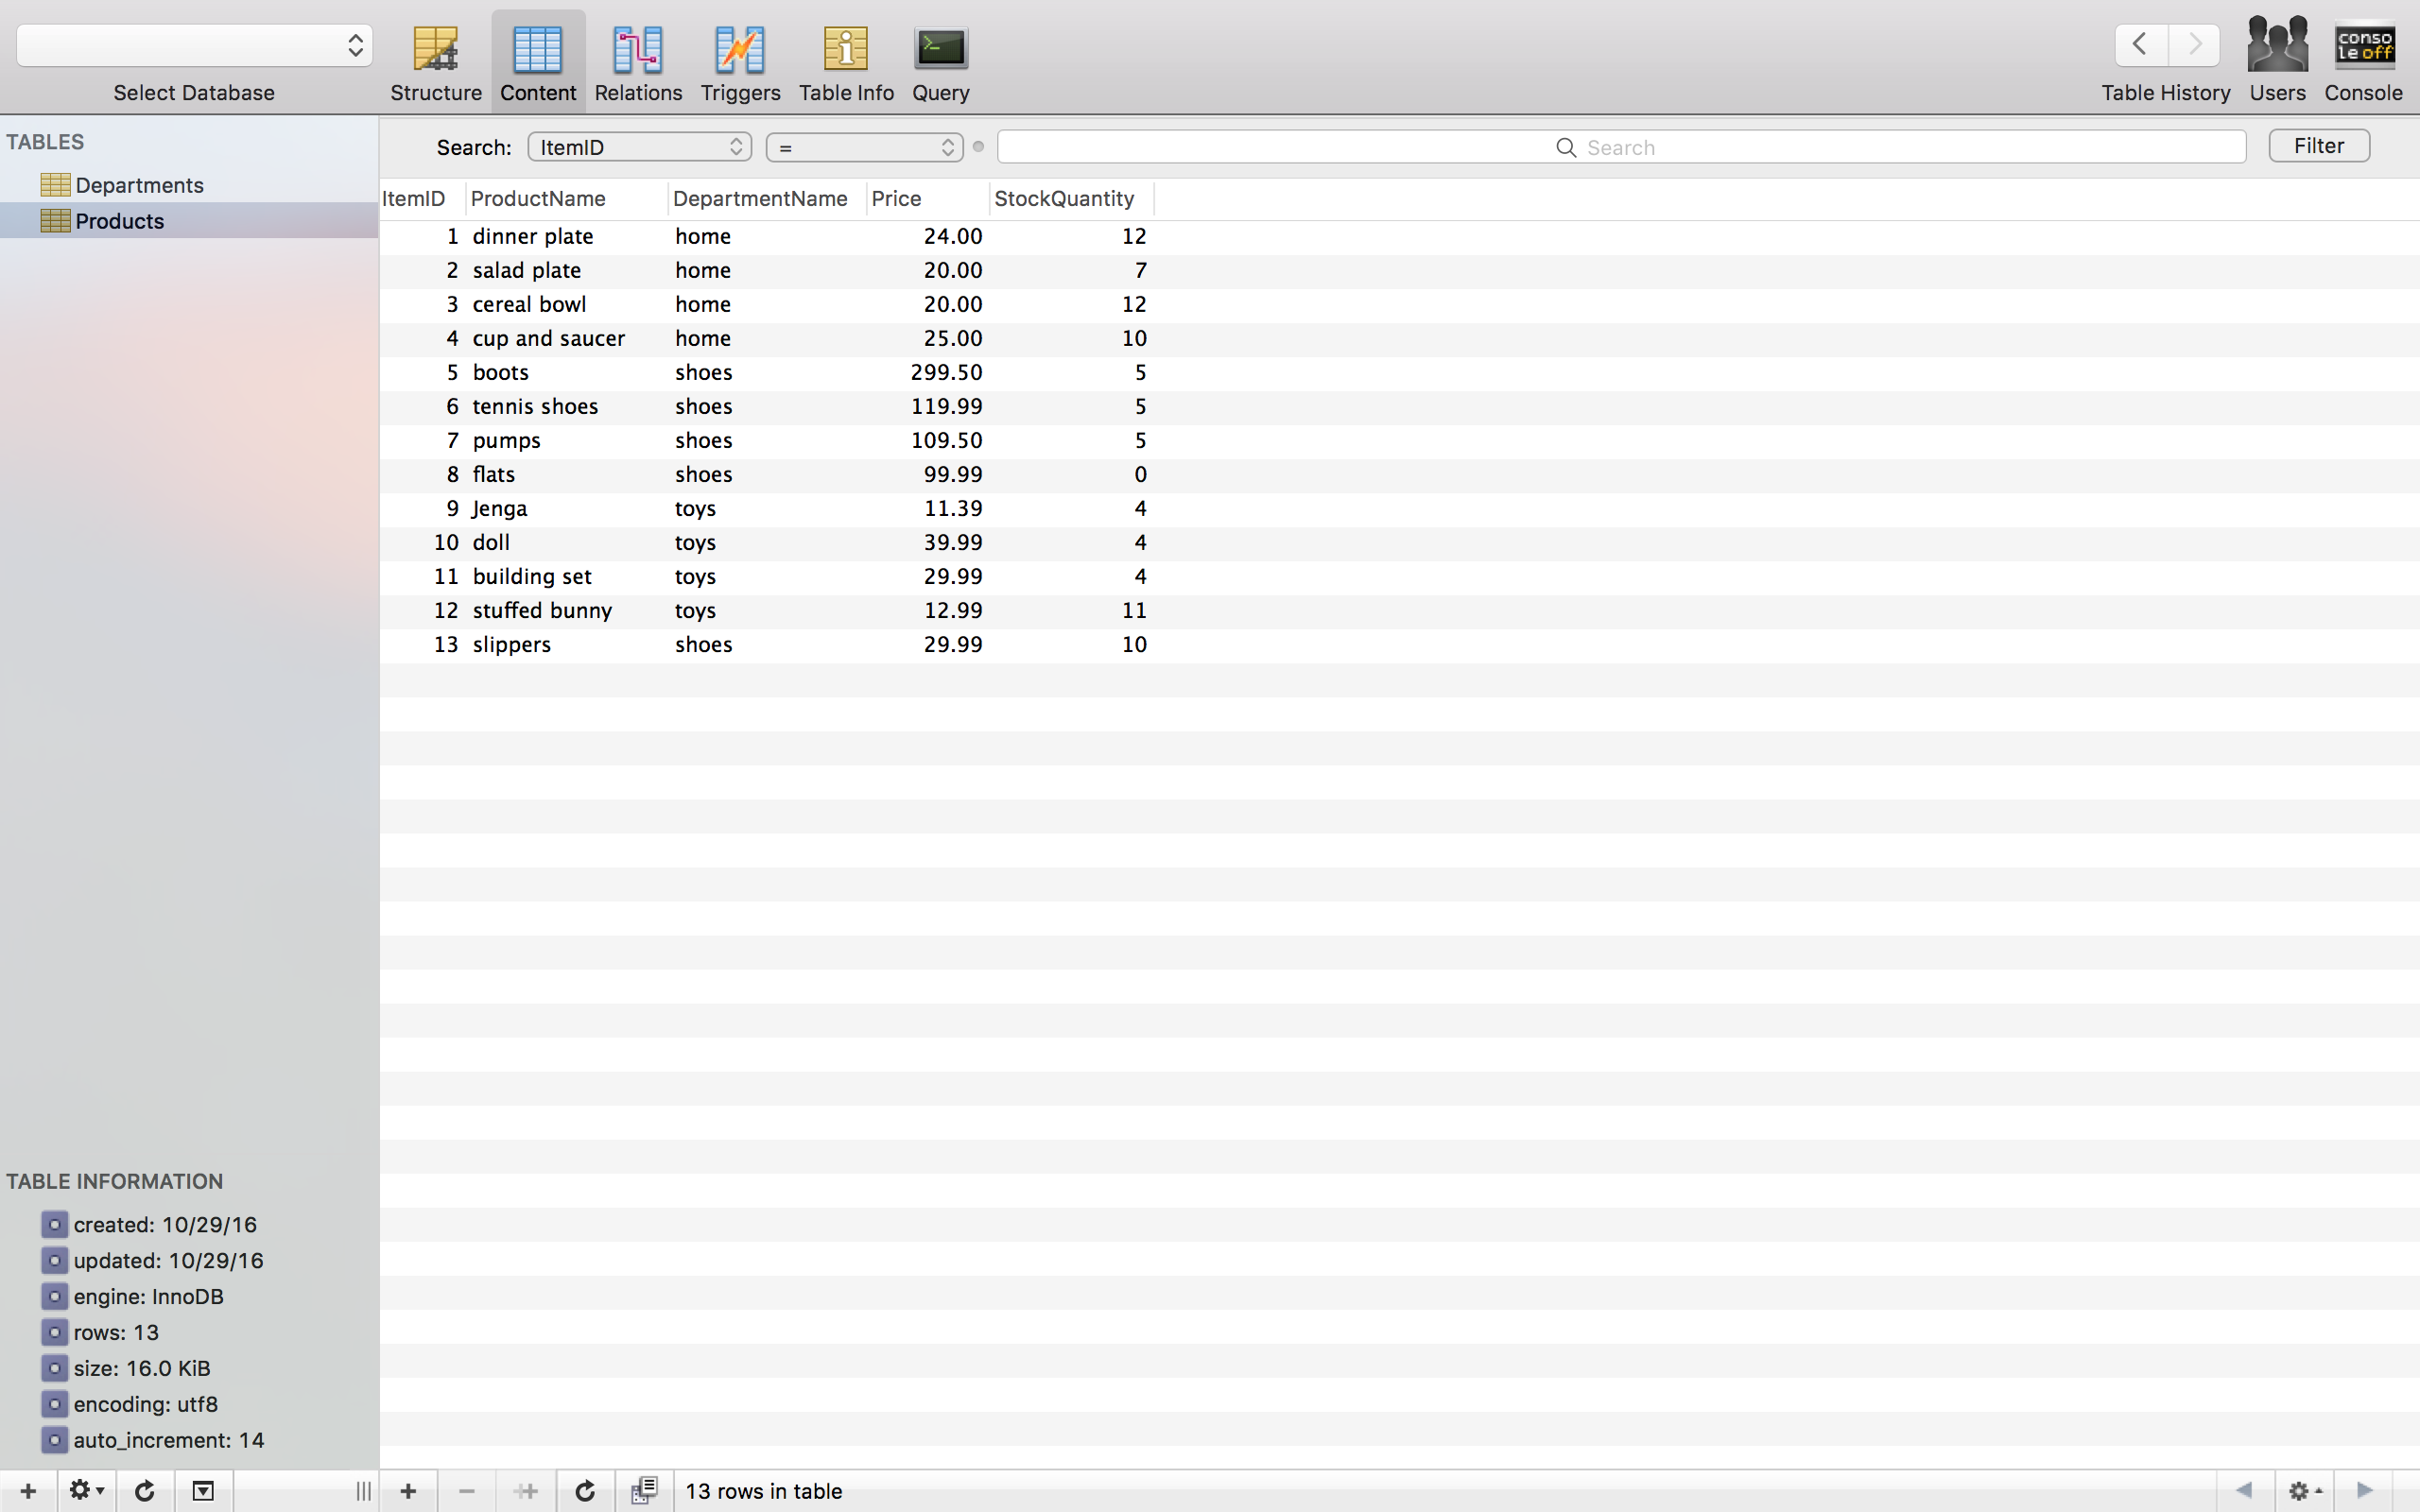 Select Database
Structure
Content
Relations
Triggers
Table Info
Query
Table History
Users
conso
le off
Console
TABLES
Departments
Products
Search: ItemID = Search Filter
ItemID ProductName DepartmentName Price StockQuantity
1 dinner plate home 24.00 12
2 salad plate home 20.00 7
3 cereal bowl home 20.00 12
4 cup and saucer home 25.00 10
5 boots shoes 299.50 5
6 tennis shoes shoes 119.99 5
7 pumps shoes 109.50 5
8 flats shoes 99.99 0
9 Jenga toys 11.39 4
10 doll toys 39.99 4
11 building set toys 29.99 4
12 stuffed bunny toys 12.99 11
13 slippers shoes 29.99 10
TABLE INFORMATION
created: 10/29/16
updated: 10/29/16
engine: InnoDB
rows: 13
size: 16.0 KiB
encoding: utf8
auto_increment: 14
13 rows in table